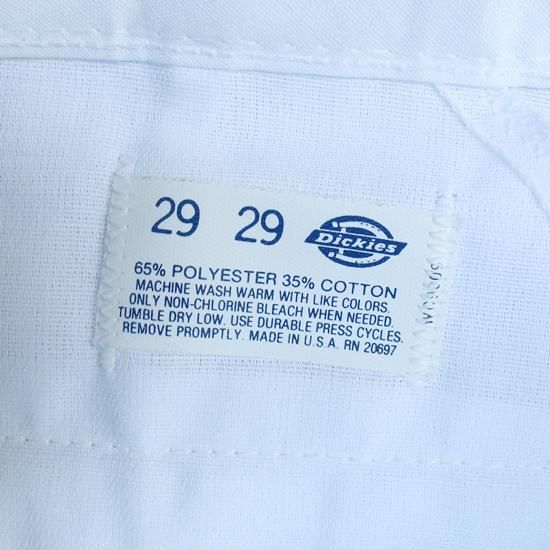 29 29 Dickies
65% POLYESTER 35% COTTON
MACHINE WASH WARM WITH LIKE COLORS.
ONLY NON-CHLORINE BLEACH WHEN NEEDED.
TUMBLE DRY LOW. USE DURABLE PRESS CYCLES.
REMOVE PROMPTLY. MADE IN U.S.A. RN 20697